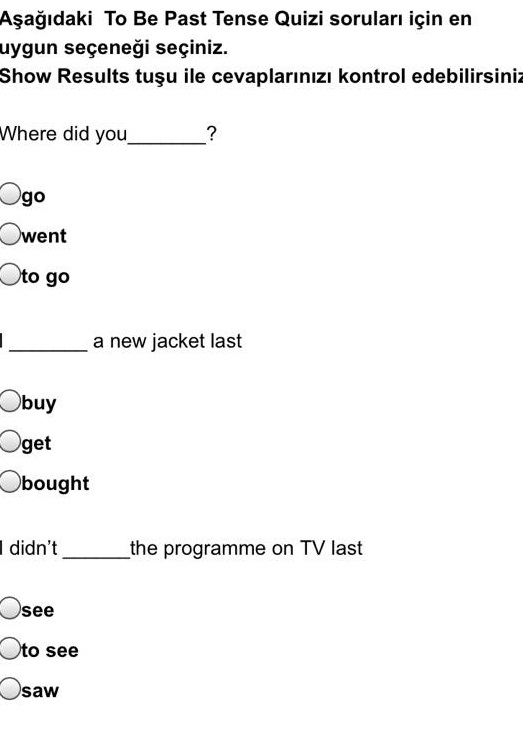 Aşağıdaki To Be Past Tense Quizi soruları için en
uygun seçeneği seçiniz.
Show Results tuşu ile cevaplarınızı kontrol edebilirsiniz
Where did you_______?
go
went
to go
I _______ a new jacket last
buy
get
bought
I didn't ______the programme on TV last
see
to see
saw